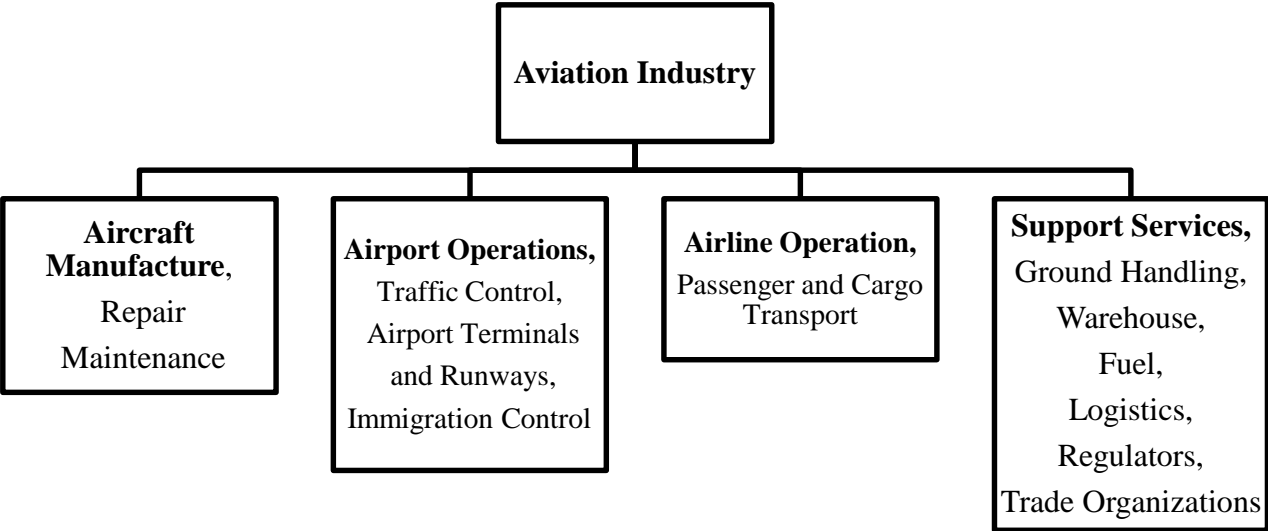 Aviation Industry
Aircraft
Manufacture,
Repair
Maintenance
Airport Operations,
Traffic Control,
Airport Terminals
and Runways,
Immigration Control
Airline Operation,
Passenger and Cargo
Transport
Support Services,
Ground Handling,
Warehouse,
Fuel,
Logistics,
Regulators,
Trade Organizations